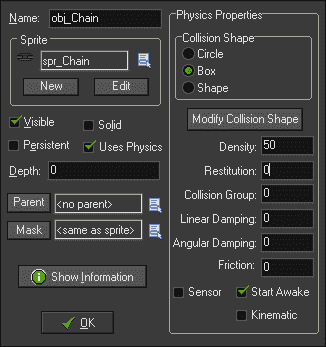 Name: obj_Chain
Sprite
spr_Chain
New Edit
Visible Solid
Persistent Uses Physics
Depth: 0
Parent <no parent>
Mask <same as sprite>
Show Information
OK
Physics Properties
Collision Shape
Circle
Box
Shape
Modify Collision Shape
Density: 50
Restitution: 0
Collision Group: 0
Linear Damping: 0
Angular Damping: 0
Friction: 0
Sensor Start Awake
Kinematic